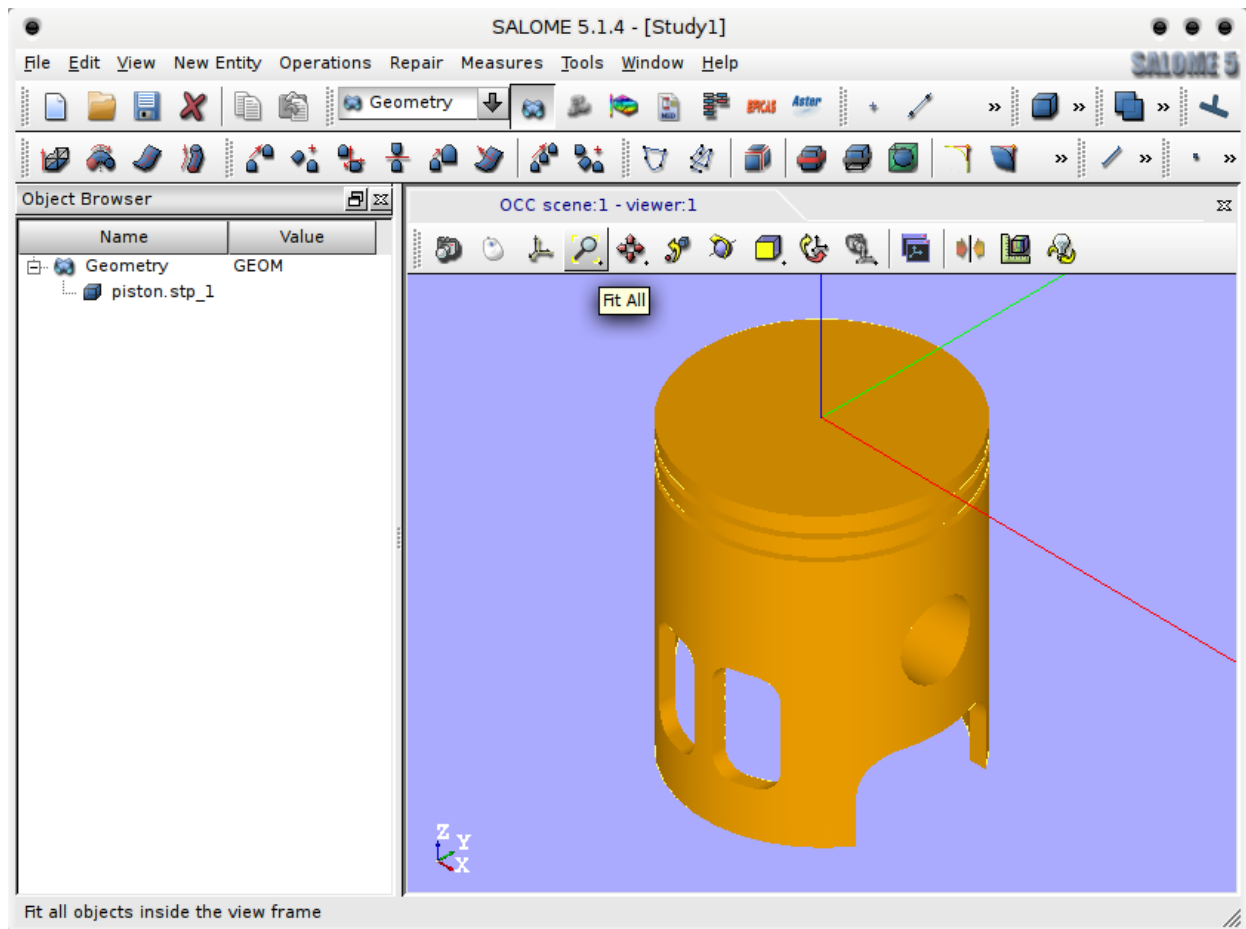 SALOME 5.1.4 - [Study1]
File Edit View New Entity Operations Repair Measures Tools Window Help
SALOME 5
Geometry
MED
EFICAS
Aster
»
»
»
»
»
»
Object Browser
OCC scene:1 - viewer:1
Name Value
Geometry GEOM
piston.stp_1
Fit All
Z
Y
X
Fit all objects inside the view frame